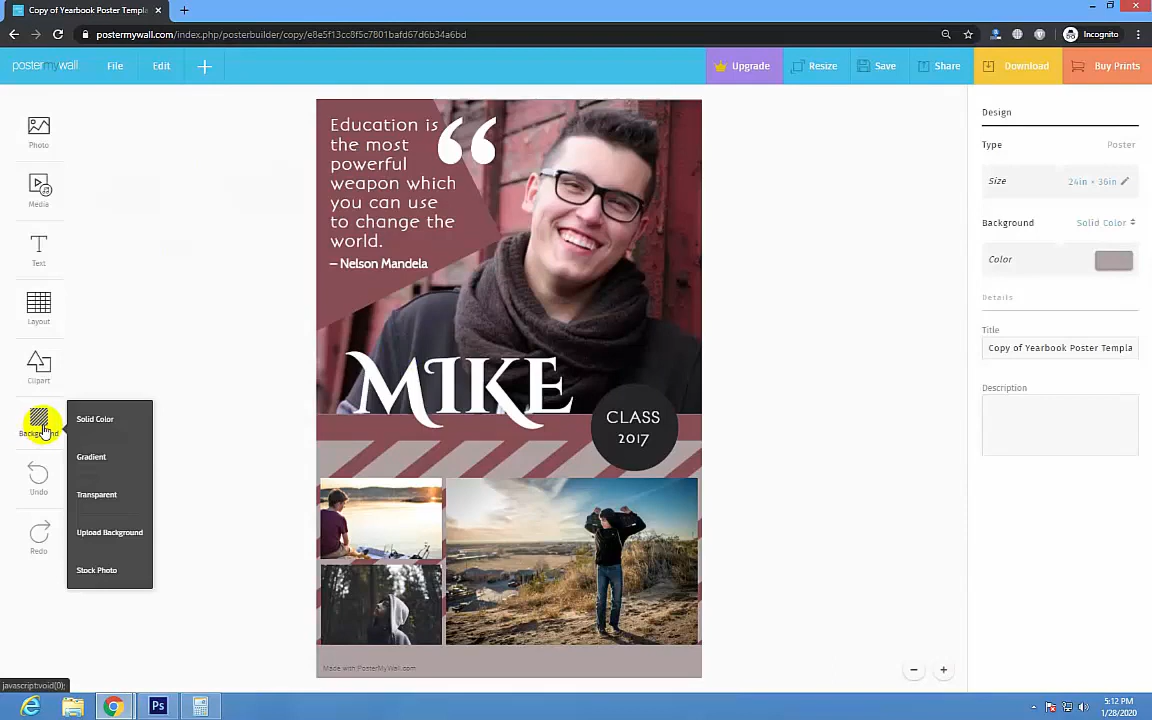 Copy of Yearbook Poster Templa
postermywall.com/index.php/posterbuilder/copy/e8e5f13cc8f5c7801bafd67d6b34a6bd
Incognito
postermywall
File
Edit
Upgrade
Resize
Save
Share
Download
Buy Prints
Photo
Media
Text
Layout
Clipart
Background
Undo
Redo
Solid Color
Gradient
Transparent
Upload Background
Stock Photo
Education is
the most
powerful
weapon which
you can use
to change the
world.
– Nelson Mandela
MIKE
CLASS
2017
Made with PosterMyWall.com
Design
Type
Poster
Size
24in × 36in
Background
Solid Color
Color
Details
Title
Copy of Yearbook Poster Templa
Description
javascript:void(0);
Ps
5:12 PM
1/28/2020